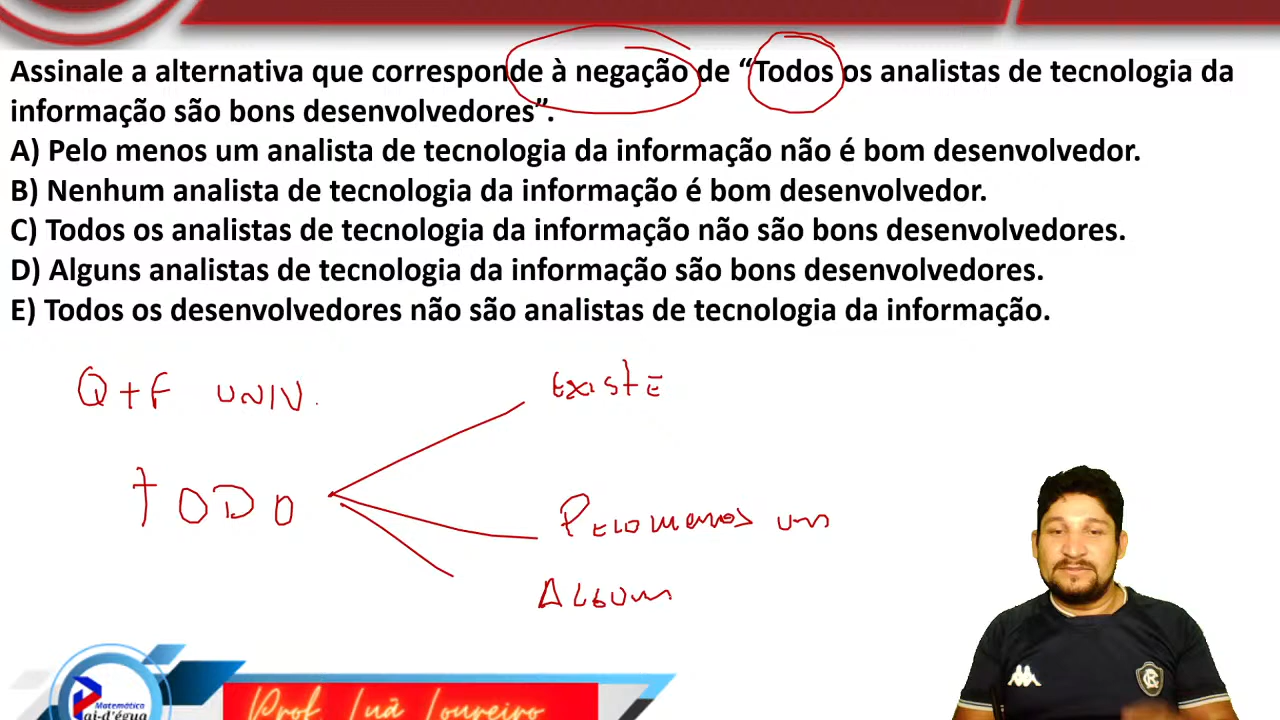 Assinale a alternativa que corresponde à negação de “Todos os analistas de tecnologia da
informação são bons desenvolvedores”.
A) Pelo menos um analista de tecnologia da informação não é bom desenvolvedor.
B) Nenhum analista de tecnologia da informação é bom desenvolvedor.
C) Todos os analistas de tecnologia da informação não são bons desenvolvedores.
D) Alguns analistas de tecnologia da informação são bons desenvolvedores.
E) Todos os desenvolvedores não são analistas de tecnologia da informação.
Q+F UNIV.
EXISTE
TODO
PELO MENOS UM
ALGUM
Matemática
Pai-d'égua
Prof. Luã Loureiro